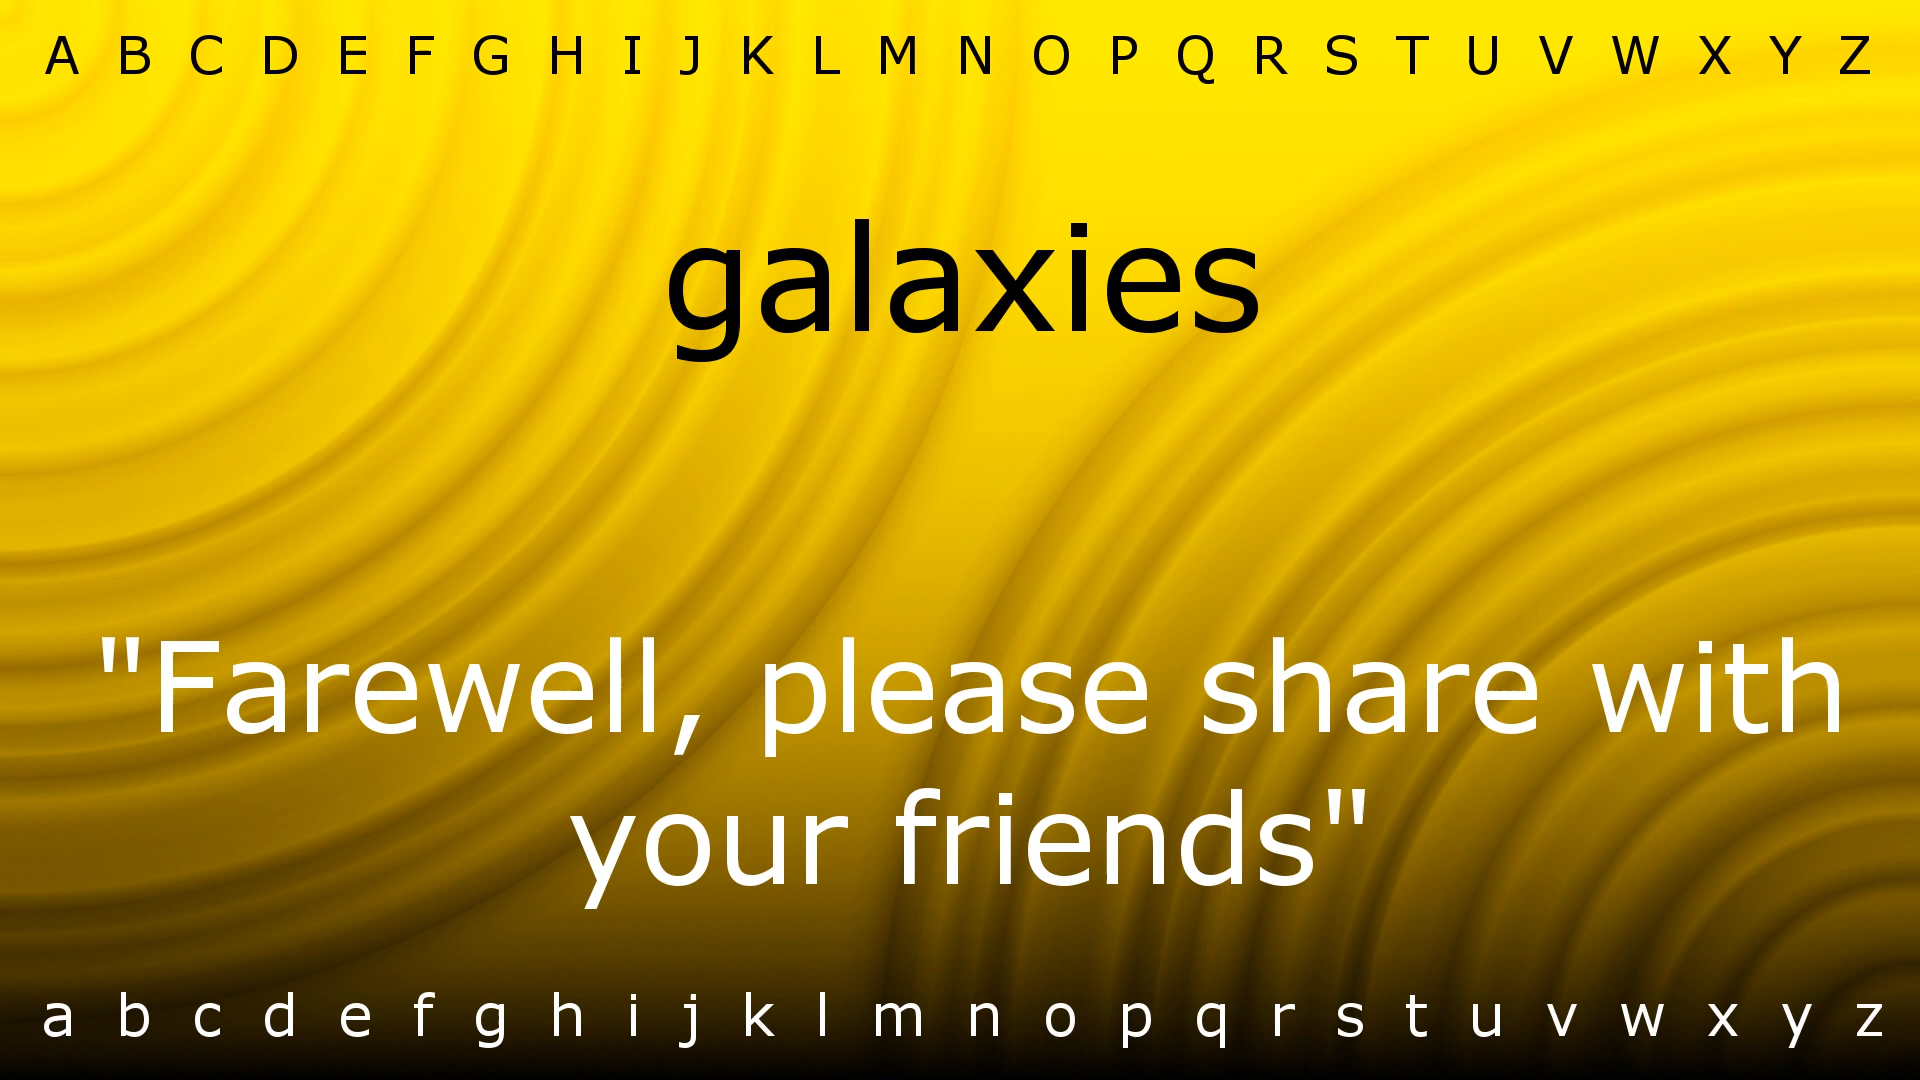 A B C D E F G H I J K L M N O P Q R S T U V W X Y Z
galaxies
"Farewell, please share with
your friends"
a b c d e f g h i j k l m n o p q r s t u v w x y z